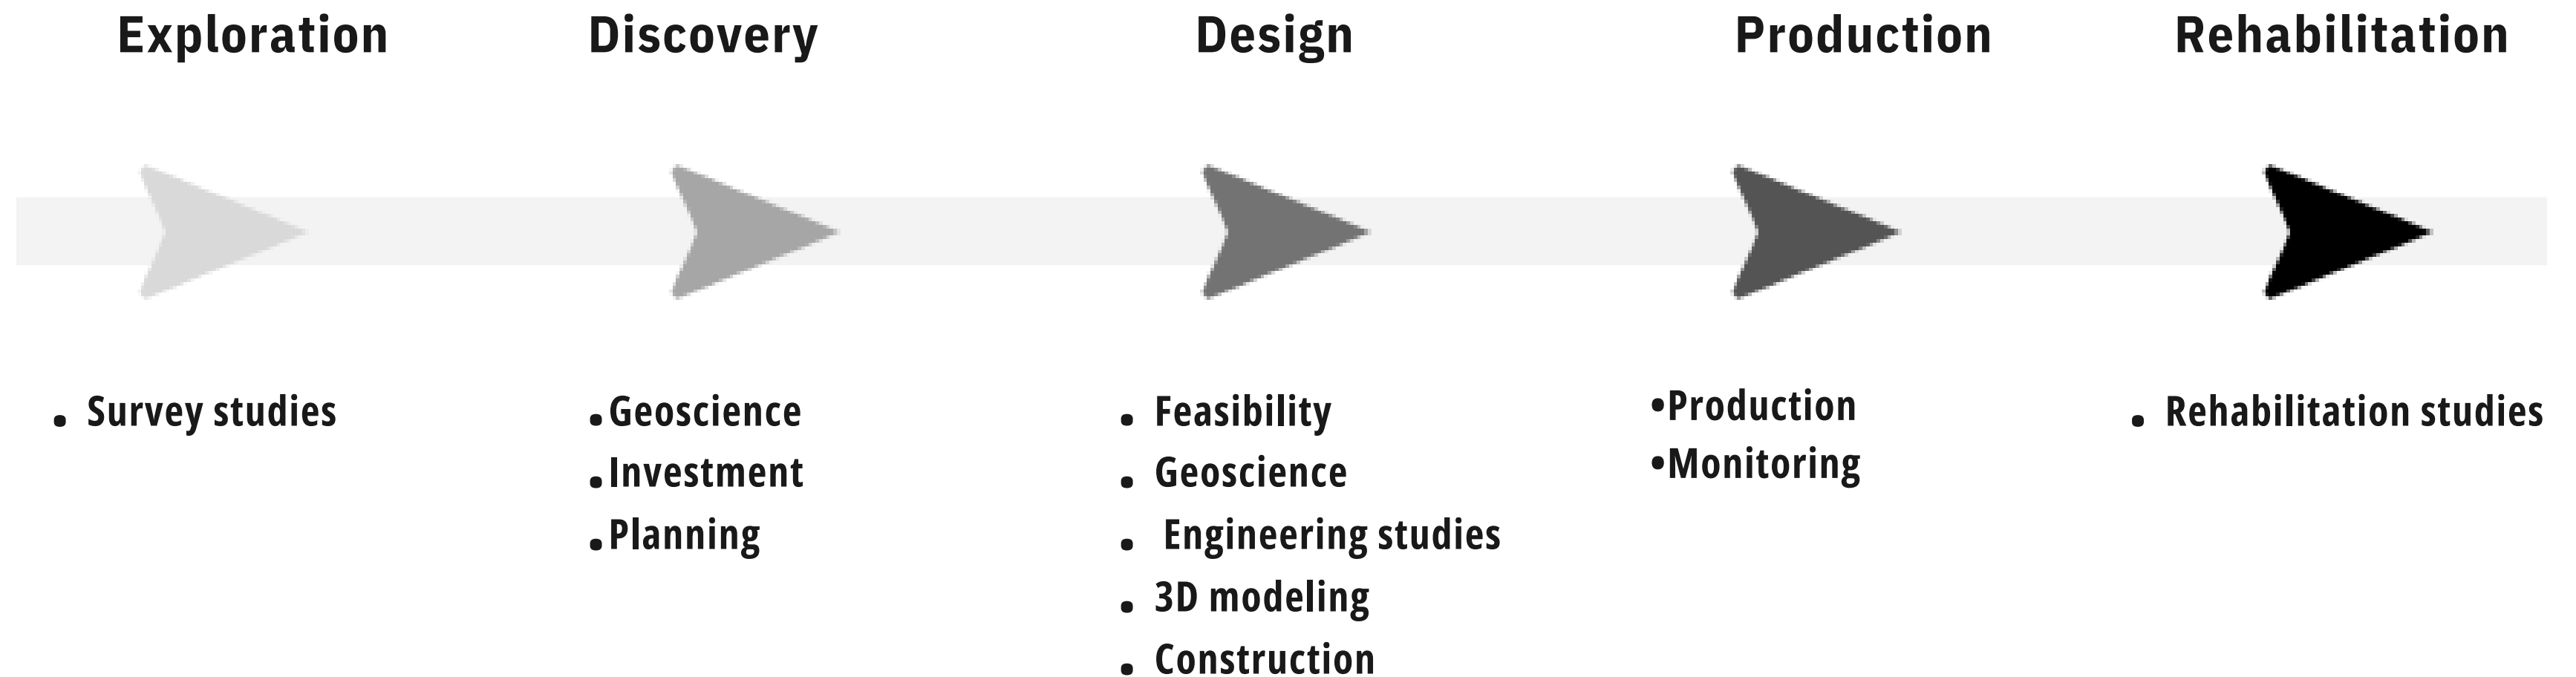 Exploration
Discovery
Design
Production
Rehabilitation
. Survey studies
.Geoscience
.Investment
.Planning
. Feasibility
. Geoscience
. Engineering studies
. 3D modeling
. Construction
•Production
•Monitoring
. Rehabilitation studies